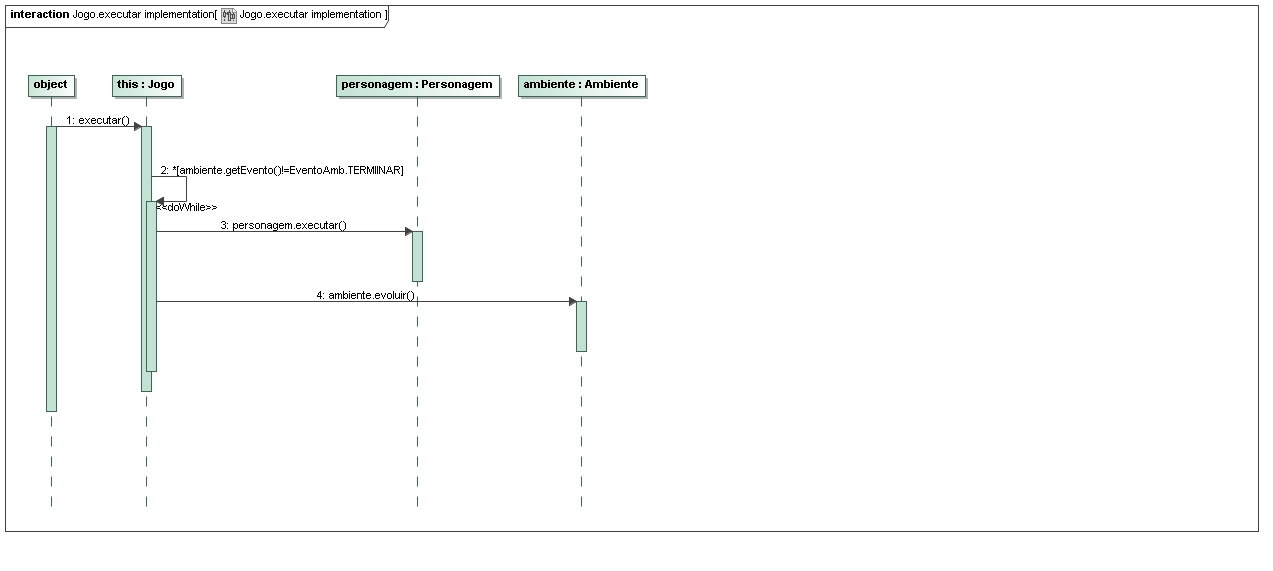 interaction Jogo.executar implementation[ Jogo.executar implementation ]
object
this : Jogo
personagem : Personagem
ambiente : Ambiente
1: executar()
2: *[ambiente.getEvento()!=EventoAmb.TERMIINAR]
<<doWhile>>
3: personagem.executar()
4: ambiente.evoluir()